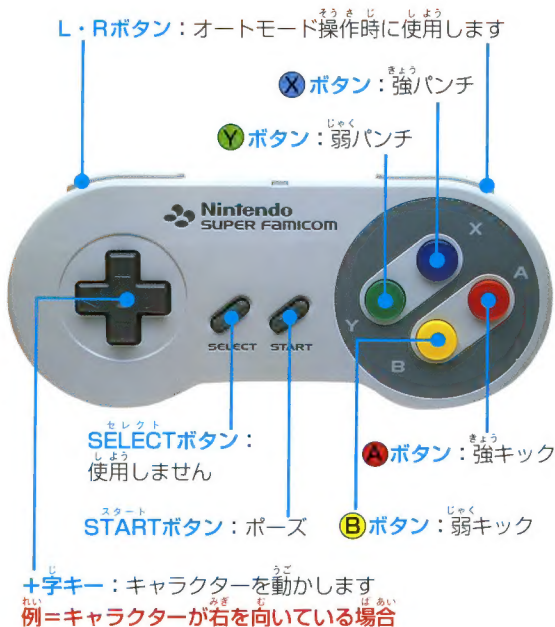 L・Rボタン：オートモード操作時に使用します
Xボタン：強パンチ
Yボタン：弱パンチ
Nintendo
SUPER FAMICOM
X
A
Y
B
SELECT START
SELECTボタン：
使用しません
Aボタン：強キック
STARTボタン：ポーズ
Bボタン：弱キック
+字キー：キャラクターを動かします
例=キャラクターが右を向いている場合